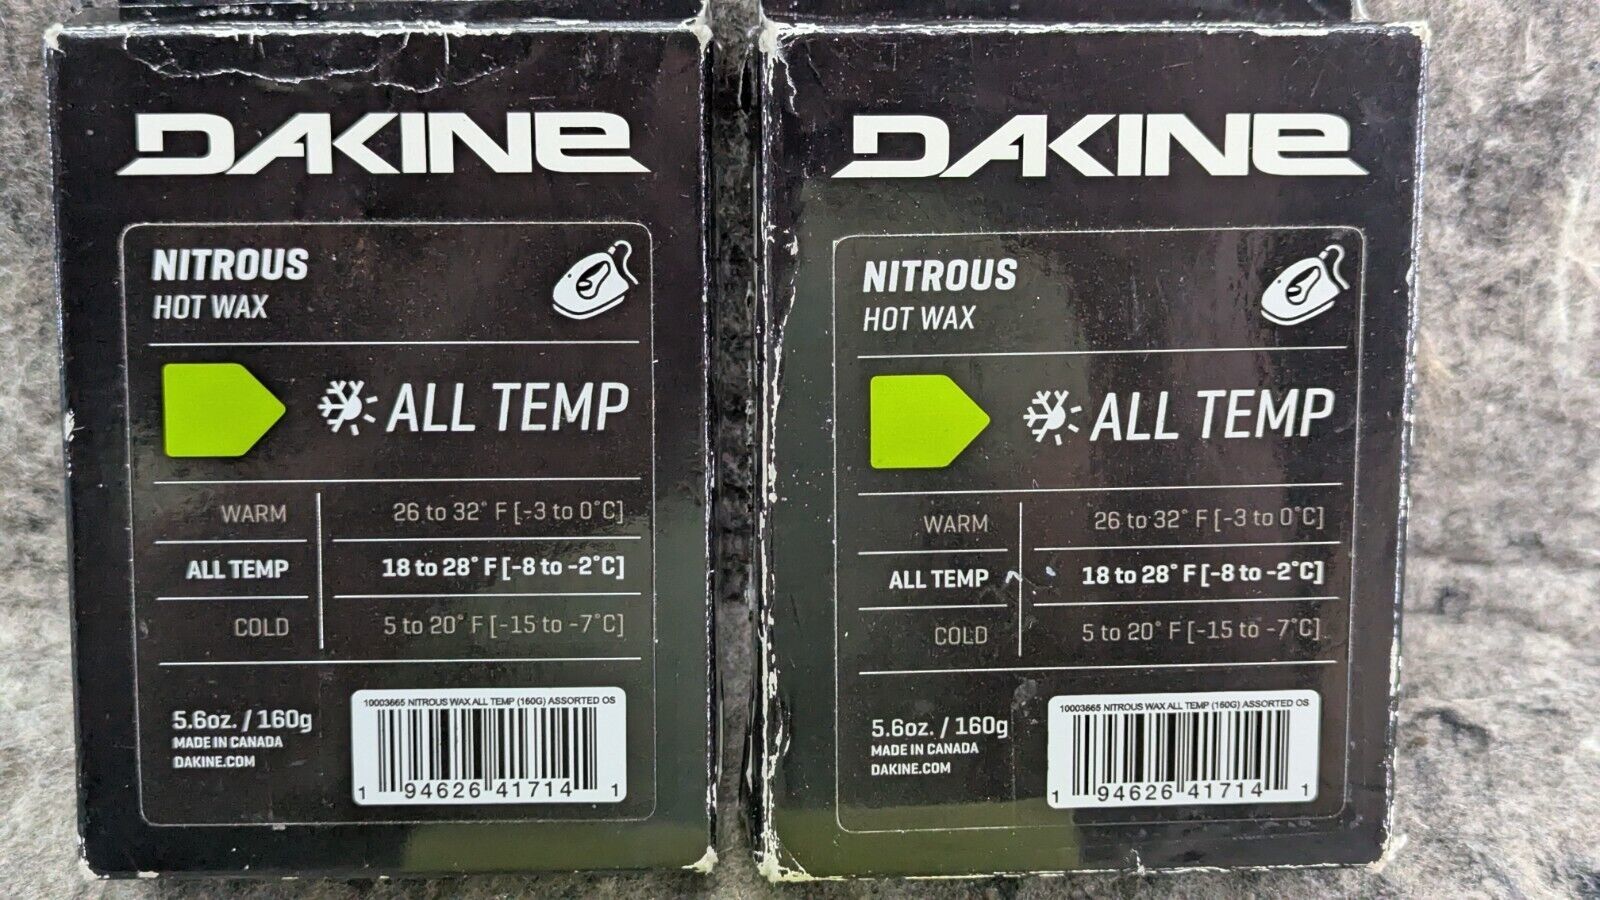 DAKINE
NITROUS
HOT WAX
ALL TEMP
WARM 26 to 32° F [-3 to 0°C]
ALL TEMP 18 to 28° F [-8 to -2°C]
COLD 5 to 20° F [-15 to -7°C]
5.6oz. / 160g
MADE IN CANADA
DAKINE.COM
10003665 NITROUS WAX ALL TEMP (160G) ASSORTED OS
1 94626 41714 1
DAKINE
NITROUS
HOT WAX
ALL TEMP
WARM 26 to 32° F [-3 to 0°C]
ALL TEMP 18 to 28° F [-8 to -2°C]
COLD 5 to 20° F [-15 to -7°C]
5.6oz. / 160g
MADE IN CANADA
DAKINE.COM
10003665 NITROUS WAX ALL TEMP (160G) ASSORTED OS
1 94626 41714 1